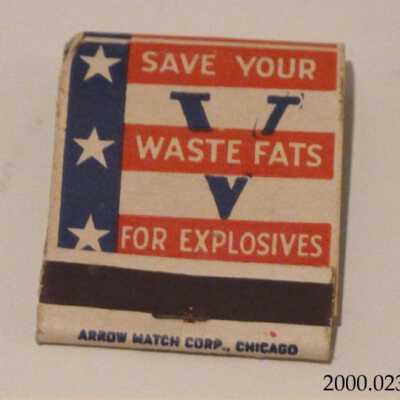 SAVE YOUR
V
WASTE FATS
FOR EXPLOSIVES
ARROW MATCH CORP., CHICAGO
2000.023